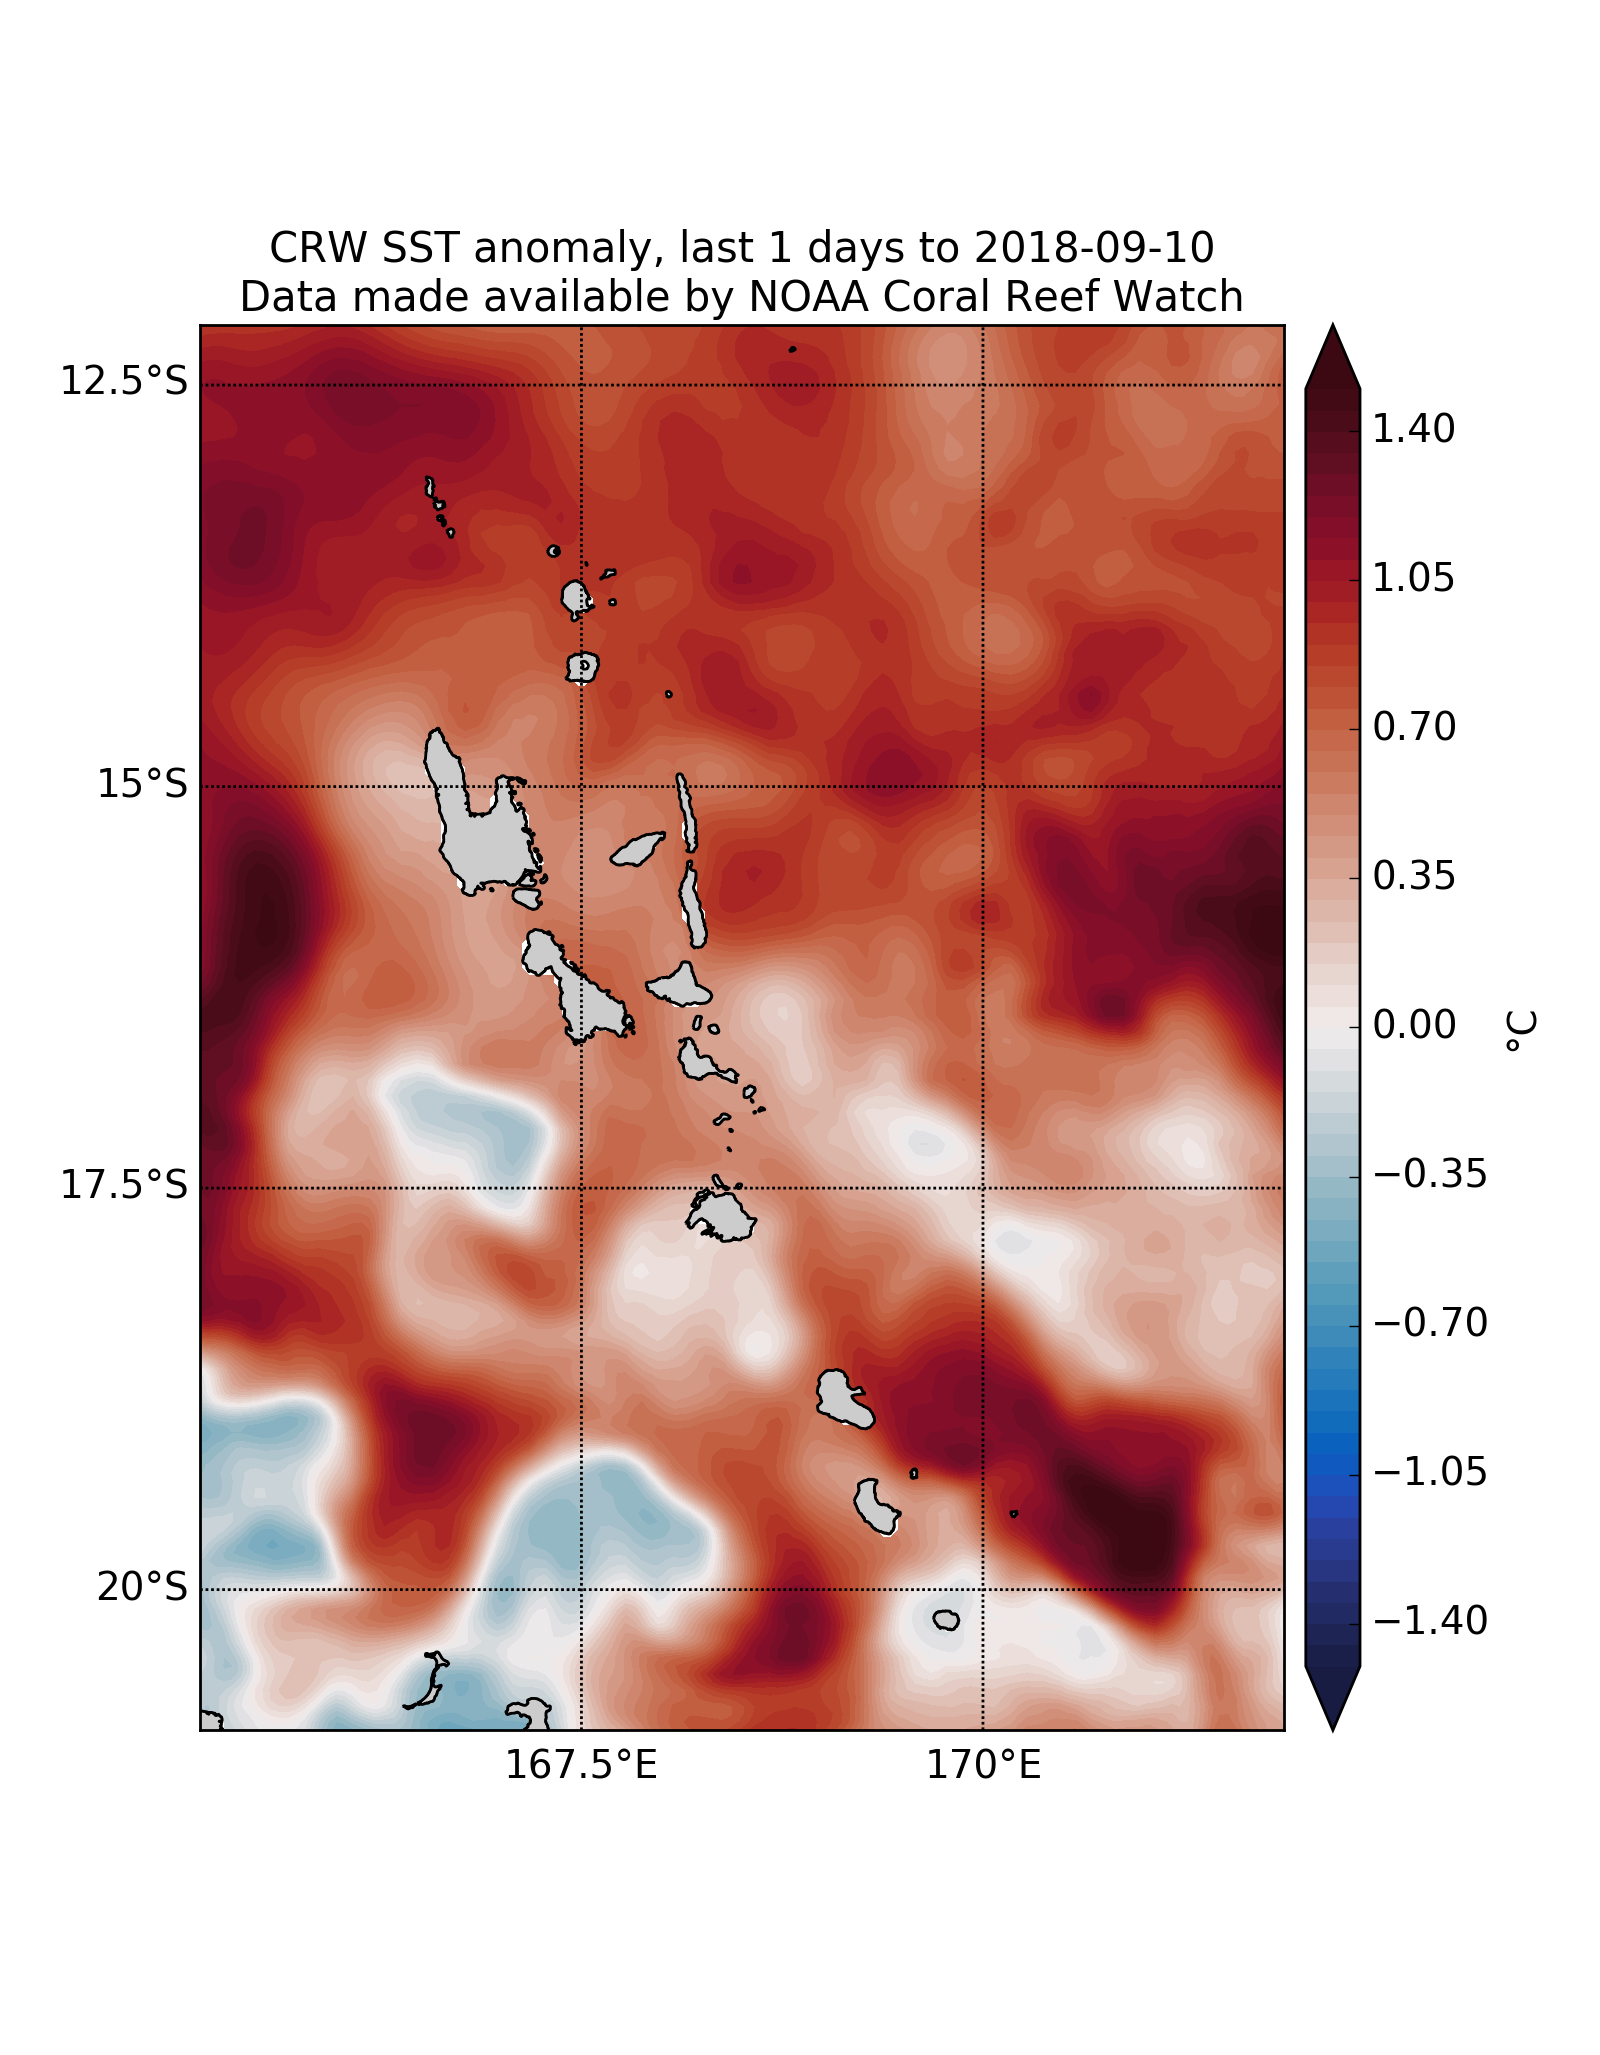 CRW SST anomaly, last 1 days to 2018-09-10
Data made available by NOAA Coral Reef Watch
12.5°S
15°S
17.5°S
20°S
167.5°E
170°E
1.40
1.05
0.70
0.35
0.00
−0.35
−0.70
−1.05
−1.40
°C